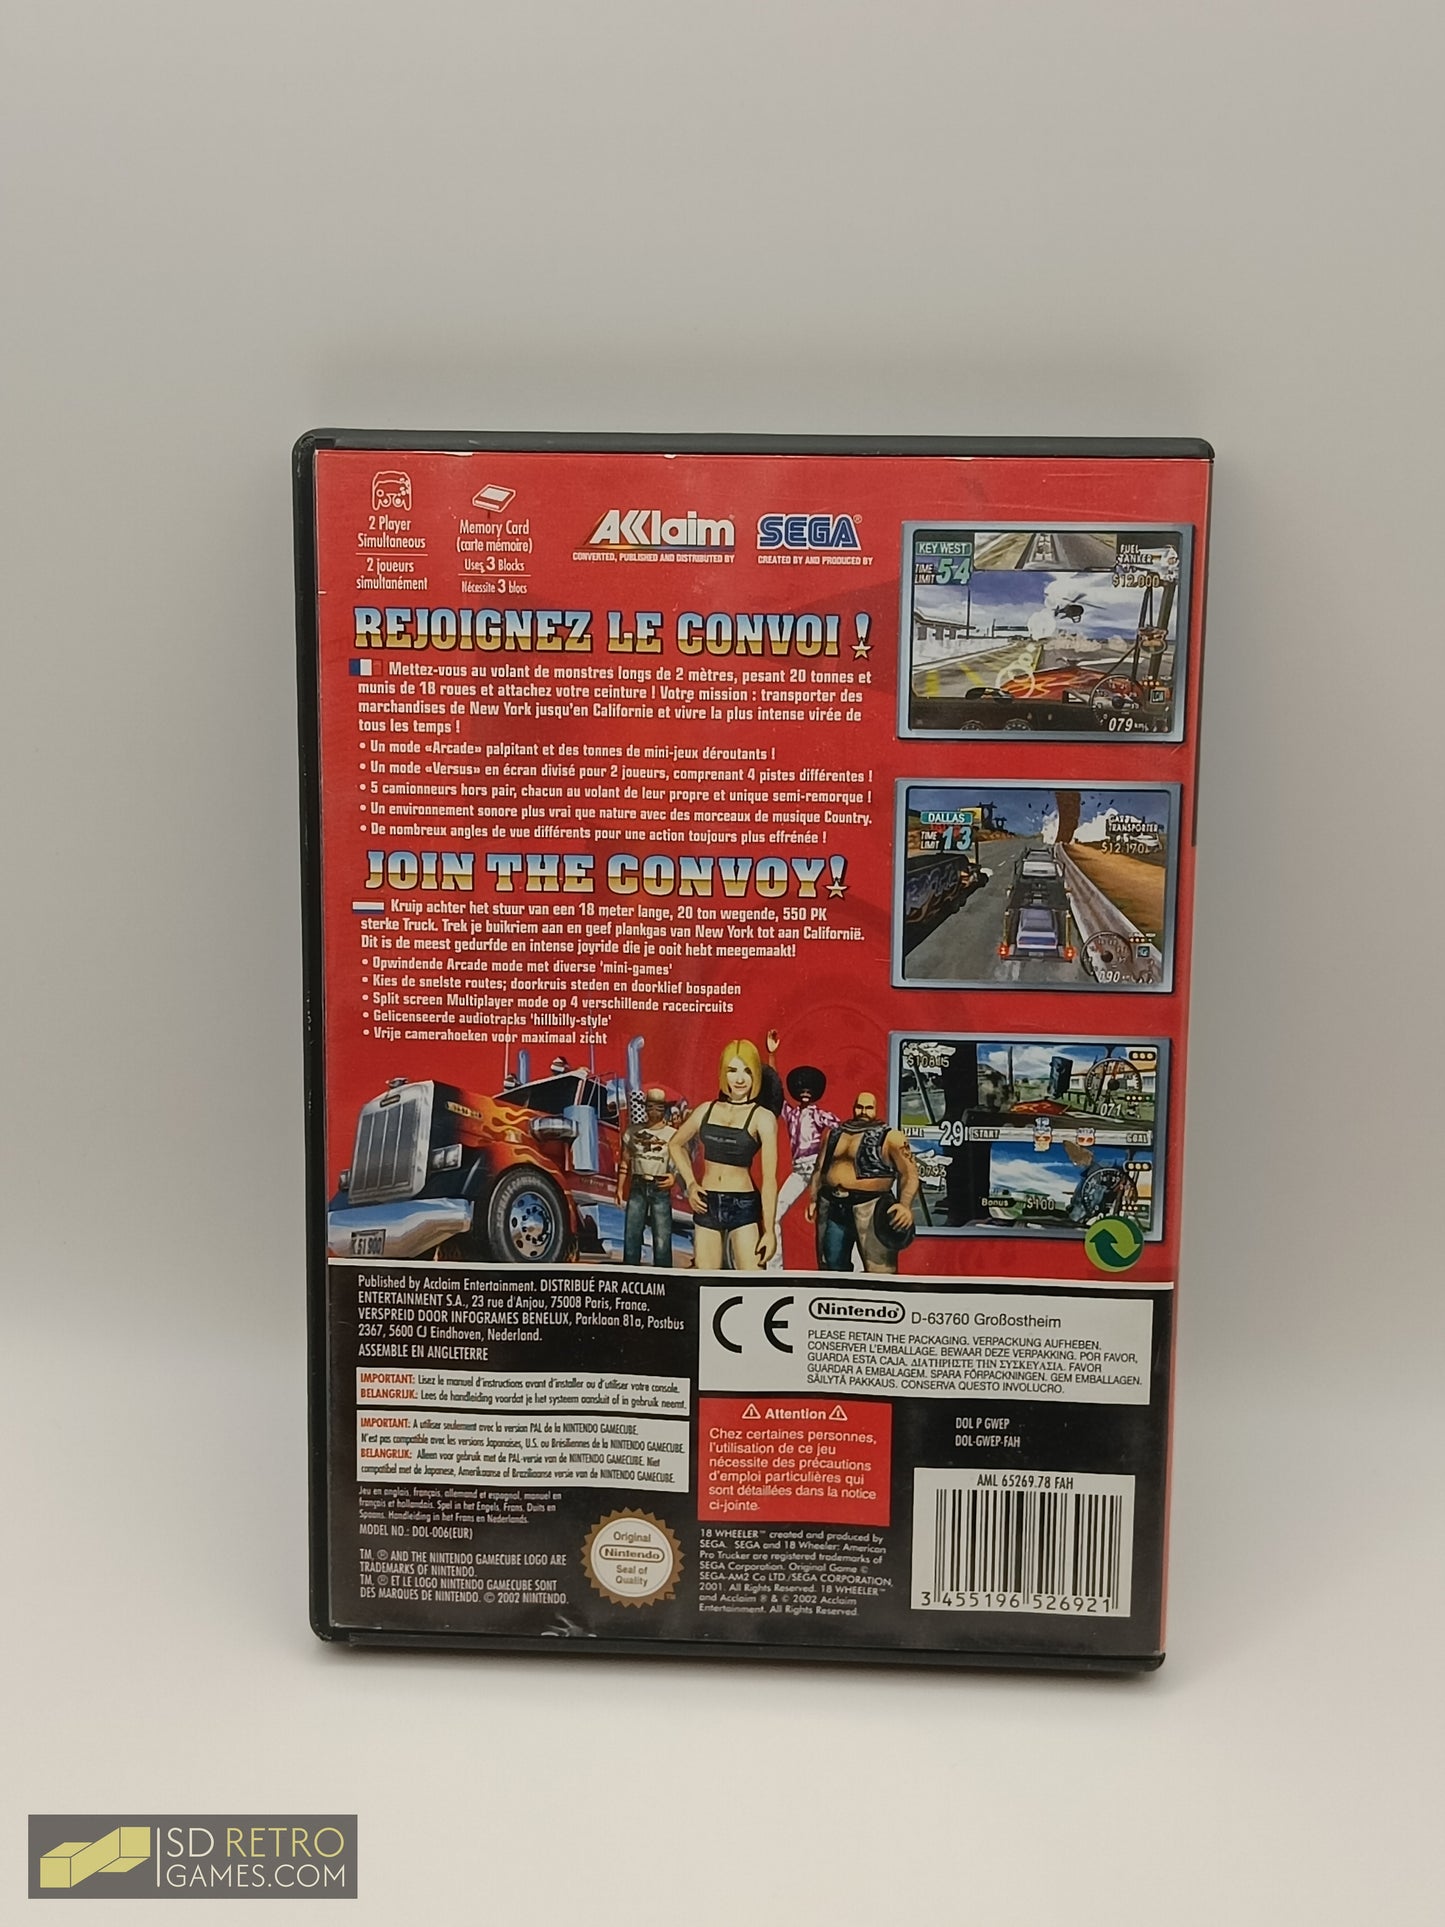 2 Player
Simultaneous
2 joueurs
simultanément
Memory Card
(carte mémoire)
Uses 3 Blocks
Nécessite 3 blocs
AKklaim
CONVERTED, PUBLISHED AND DISTRIBUTED BY
SEGA®
CREATED BY AND PRODUCED BY
REJOIGNEZ LE CONVOI !
Mettez-vous au volant de monstres longs de 2 mètres, pesant 20 tonnes et
munis de 18 roues et attachez votre ceinture ! Votre mission : transporter des
marchandises de New York jusqu'en Californie et vivre la plus intense virée de
tous les temps !
• Un mode «Arcade» palpitant et des tonnes de mini-jeux déroutants !
• Un mode «Versus» en écran divisé pour 2 joueurs, comprenant 4 pistes différentes !
• 5 camionneurs hors pair, chacun au volant de leur propre et unique semi-remorque !
• Un environnement sonore plus vrai que nature avec des morceaux de musique Country.
• De nombreux angles de vue différents pour une action toujours plus effrénée !
JOIN THE CONVOY!
Kruip achter het stuur van een 18 meter lange, 20 ton wegende, 550 PK
sterke Truck. Trek je buikriem aan en geef plankgas van New York tot aan Californië.
Dit is de meest gedurfde en intense joyride die je ooit hebt meegemaakt!
• Opwindende Arcade mode met diverse 'mini-games'
• Kies de snelste routes; doorkruis steden en doorklief bospaden
• Split screen Multiplayer mode op 4 verschillende racecircuits
• Gelicenseerde audiotracks 'hillbilly-style'
• Vrije camerahoeken voor maximaal zicht
KEY WEST
TIME
LIMIT 54
FUEL
TANKER
$12.000
079 km/h
DALLAS
TIME
LIMIT 13
CAR
TRANSPORTER
$12.170
090
$10815
071
TIME 29 START GOAL
Bonus $100
K 51 900
Published by Acclaim Entertainment. DISTRIBUÉ PAR ACCLAIM
ENTERTAINMENT S.A., 23 rue d'Anjou, 75008 Paris, France.
VERSPREID DOOR INFOGRAMES BENELUX, Parklaan 81a, Postbus
2367, 5600 CJ Eindhoven, Nederland.
ASSEMBLE EN ANGLETERRE
IMPORTANT: Lisez le manuel d'instructions avant d'installer ou d'utiliser votre console.
BELANGRIJK: Lees de handleiding voordat je het systeem aansluit of in gebruik neemt.
IMPORTANT: A utiliser seulement avec la version PAL de la NINTENDO GAMECUBE.
N'est pas compatible avec les versions Japonaises, U.S. ou Brésiliennes de la NINTENDO GAMECUBE.
BELANGRIJK: Alleen voor gebruik met de PAL-versie van de NINTENDO GAMECUBE. Niet
compatibel met de Japanese, Amerikaanse of Braziliaanse versie van de NINTENDO GAMECUBE.
Jeu en anglais, français, allemand et espagnol, manuel en
français et hollandais. Spel in het Engels, Frans, Duits en
Spaans. Handleiding in het Frans en Nederlands.
MODEL NO.: DOL-006(EUR)
TM, ® AND THE NINTENDO GAMECUBE LOGO ARE
TRADEMARKS OF NINTENDO.
TM, ® ET LE LOGO NINTENDO GAMECUBE SONT
DES MARQUES DE NINTENDO. © 2002 NINTENDO.
Original
Nintendo
Seal of
Quality
TM
CE
Nintendo® D-63760 Großostheim
PLEASE RETAIN THE PACKAGING. VERPACKUNG AUFHEBEN.
CONSERVER L'EMBALLAGE. BEWAAR DEZE VERPAKKING. POR FAVOR,
GUARDA ESTA CAJA. ΔΙΑΤΗΡΗΣΤΕ ΤΗΝ ΣΥΣΚΕΥΑΣΙΑ. FAVOR
GUARDAR A EMBALAGEM. SPARA FÖRPACKNINGEN. GEM EMBALLAGEN.
SÄILYTÄ PAKKAUS. CONSERVA QUESTO INVOLUCRO.
⚠ Attention ⚠
Chez certaines personnes,
l'utilisation de ce jeu
nécessite des précautions
d'emploi particulières qui
sont détaillées dans la notice
ci-jointe.
DOL P GWEP
DOL-GWEP-FAH
18 WHEELER™ created and produced by
SEGA. SEGA and 18 Wheeler: American
Pro Trucker are registered trademarks of
SEGA Corporation. Original Game ©
SEGA-AM2 Co LTD./SEGA CORPORATION,
2001. All Rights Reserved. 18 WHEELER™
and Acclaim ® & © 2002 Acclaim
Entertainment. All Rights Reserved.
AML 65269.78 FAH
3 455196 526921
SD RETRO
GAMES.COM